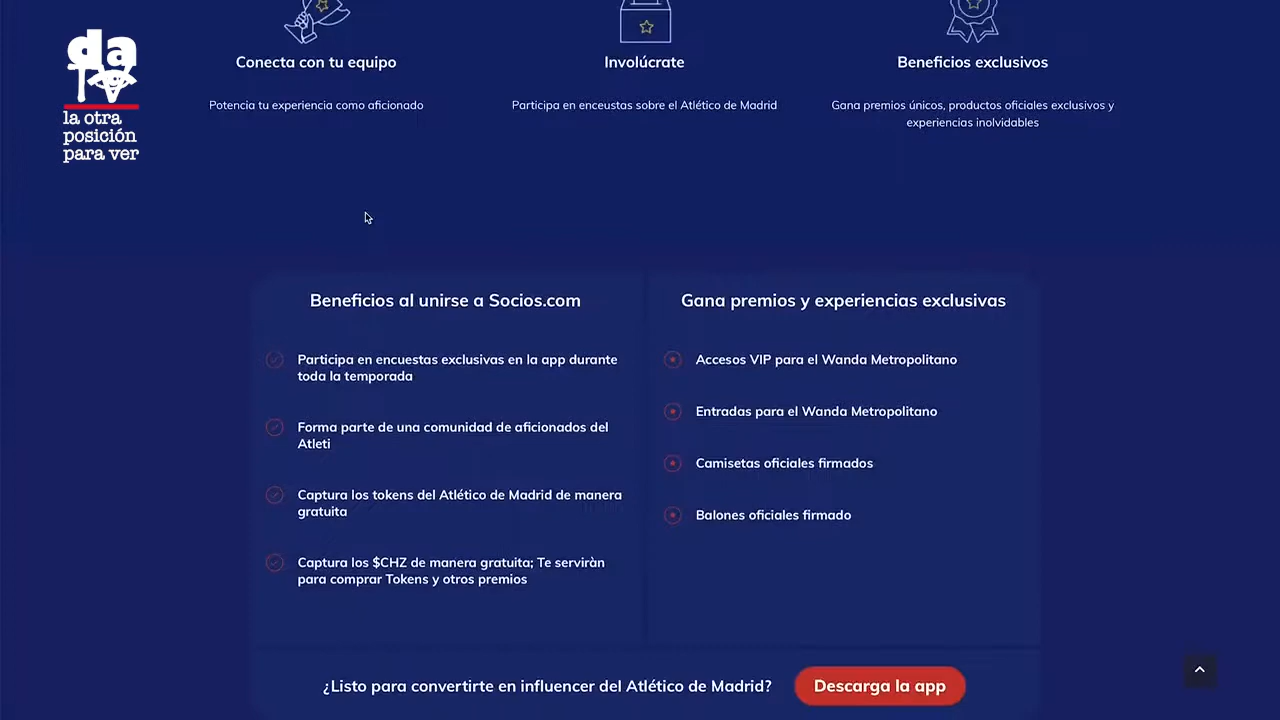 da
TV
la otra
posición
para ver
Conecta con tu equipo
Involúcrate
Beneficios exclusivos
Potencia tu experiencia como aficionado
Participa en enceustas sobre el Atlético de Madrid
Gana premios únicos, productos oficiales exclusivos y
experiencias inolvidables
Beneficios al unirse a Socios.com
Participa en encuestas exclusivas en la app durante
toda la temporada
Forma parte de una comunidad de aficionados del
Atleti
Captura los tokens del Atlético de Madrid de manera
gratuita
Captura los $CHZ de manera gratuita; Te serviràn
para comprar Tokens y otros premios
Gana premios y experiencias exclusivas
Accesos VIP para el Wanda Metropolitano
Entradas para el Wanda Metropolitano
Camisetas oficiales firmados
Balones oficiales firmado
¿Listo para convertirte en influencer del Atlético de Madrid?
Descarga la app